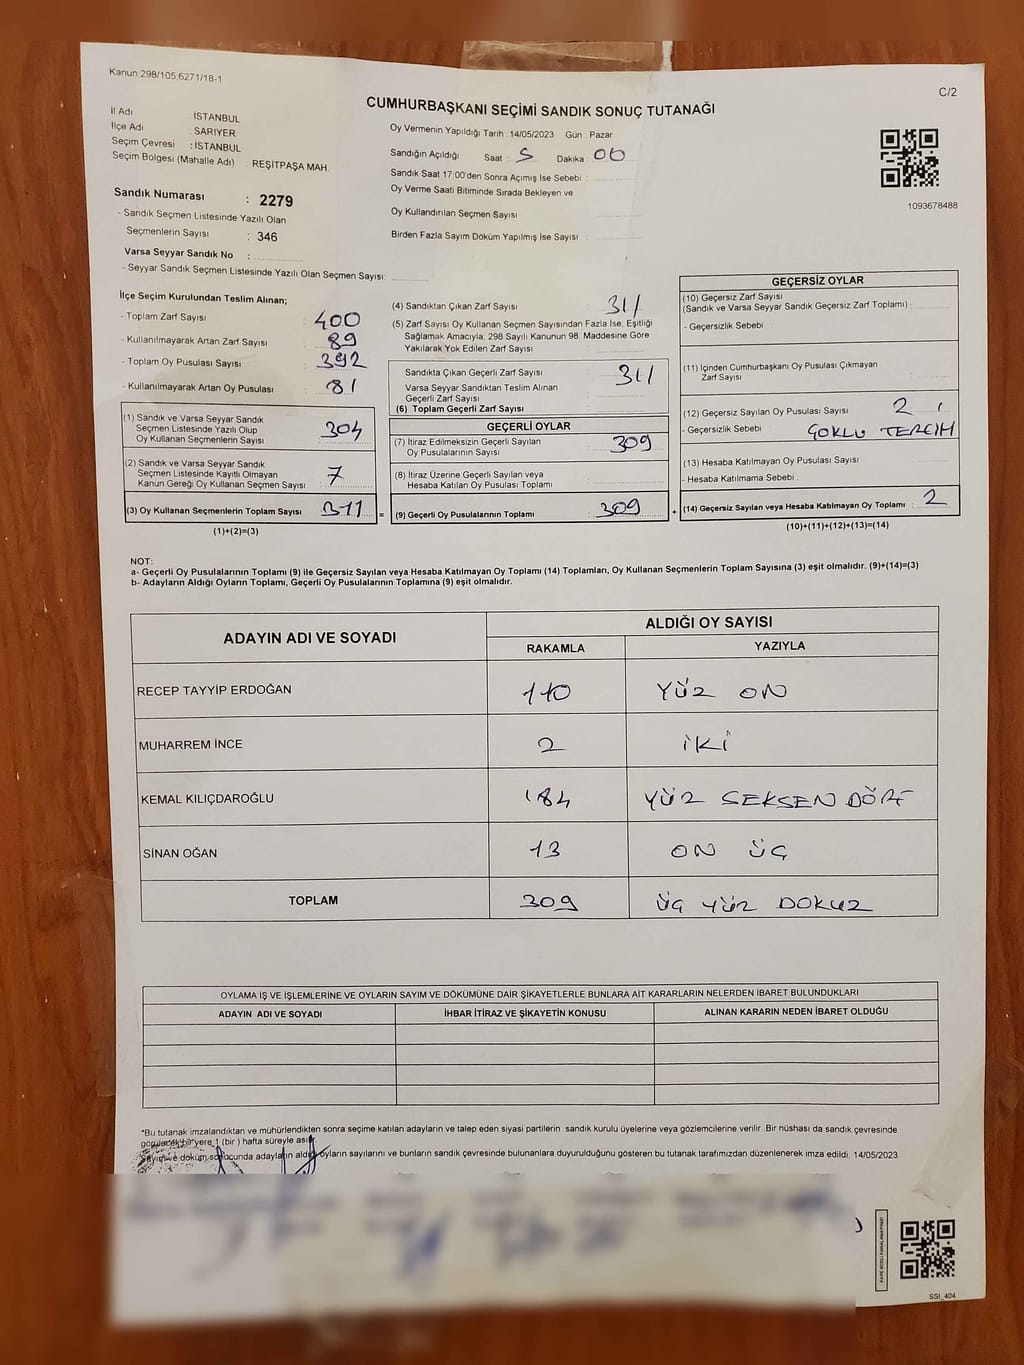 Kanun:298/105,6271/18-1
C/2
CUMHURBAŞKANI SEÇİMİ SANDIK SONUÇ TUTANAĞI
İl Adı İSTANBUL
İlçe Adı : SARIYER
Seçim Çevresi : İSTANBUL
Seçim Bölgesi (Mahalle Adı) : REŞİTPAŞA MAH.
Sandık Numarası : 2279
- Sandık Seçmen Listesinde Yazılı Olan
Seçmenlerin Sayısı : 346
Varsa Seyyar Sandık No :
- Seyyar Sandık Seçmen Listesinde Yazılı Olan Seçmen Sayısı:
Oy Vermenin Yapıldığı Tarih : 14/05/2023 Gün : Pazar
Sandığın Açıldığı Saat : 5 Dakika : 00
Sandık Saat 17:00'den Sonra Açımış İse Sebebi :
Oy Verme Saati Bitiminde Sırada Bekleyen ve
Oy Kullandırılan Seçmen Sayısı
Birden Fazla Sayım Döküm Yapılmış İse Sayısı
1093678488
İlçe Seçim Kurulundan Teslim Alınan;
- Toplam Zarf Sayısı : 400
- Kullanılmayarak Artan Zarf Sayısı : 89
- Toplam Oy Pusulası Sayısı : 392
- Kullanılmayarak Artan Oy Pusulası : 81
(1) Sandık ve Varsa Seyyar Sandık
Seçmen Listesinde Yazılı Olup
Oy Kullanan Seçmenlerin Sayısı : 304
(2) Sandık ve Varsa Seyyar Sandık
Seçmen Listesinde Kayıtlı Olmayan
Kanun Gereği Oy Kullanan Seçmen Sayısı : 7
(3) Oy Kullanan Seçmenlerin Toplam Sayısı : 311 =
(1)+(2)=(3)
(4) Sandıktan Çıkan Zarf Sayısı : 311
(5) Zarf Sayısı Oy Kullanan Seçmen Sayısından Fazla İse, Eşitliği
Sağlamak Amacıyla; 298 Sayılı Kanunun 98. Maddesine Göre
Yakılarak Yok Edilen Zarf Sayısı :
Sandıkta Çıkan Geçerli Zarf Sayısı : 311
Varsa Seyyar Sandıktan Teslim Alınan
Geçerli Zarf Sayısı :
(6) Toplam Geçerli Zarf Sayısı :
GEÇERLİ OYLAR
(7) İtiraz Edilmeksizin Geçerli Sayılan
Oy Pusulalarının Sayısı : 309
(8) İtiraz Üzerine Geçerli Sayılan veya
Hesaba Katılan Oy Pusulası Toplamı :
(9) Geçerli Oy Pusulalarının Toplamı : 309 +
GEÇERSİZ OYLAR
(10) Geçersiz Zarf Sayısı
(Sandık ve Varsa Seyyar Sandık Geçersiz Zarf Toplamı) :
- Geçersizlik Sebebi :
(11) İçinden Cumhurbaşkanı Oy Pusulası Çıkmayan
Zarf Sayısı :
(12) Geçersiz Sayılan Oy Pusulası Sayısı : 2
- Geçersizlik Sebebi : ÇOKLU TERCİH
(13) Hesaba Katılmayan Oy Pusulası Sayısı :
- Hesaba Katılmama Sebebi :
(14) Geçersiz Sayılan veya Hesaba Katılmayan Oy Toplamı : 2
(10)+(11)+(12)+(13)=(14)
NOT:
a- Geçerli Oy Pusulalarının Toplamı (9) ile Geçersiz Sayılan veya Hesaba Katılmayan Oy Toplamı (14) Toplamları, Oy Kullanan Seçmenlerin Toplam Sayısına (3) eşit olmalıdır. (9)+(14)=(3)
b- Adayların Aldığı Oyların Toplamı, Geçerli Oy Pusulalarının Toplamına (9) eşit olmalıdır.
ADAYIN ADI VE SOYADI ALDIĞI OY SAYISI
RAKAMLA YAZIYLA
RECEP TAYYİP ERDOĞAN 110 YÜZ ON
MUHARREM İNCE 2 İKİ
KEMAL KILIÇDAROĞLU 184 YÜZ SEKSEN DÖRT
SİNAN OĞAN 13 ON ÜÇ
TOPLAM 309 ÜÇ YÜZ DOKUZ
OYLAMA İŞ VE İŞLEMLERİNE VE OYLARIN SAYIM VE DÖKÜMÜNE DAİR ŞİKAYETLERLE BUNLARA AİT KARARLARIN NELERDEN İBARET BULUNDUKLARI
ADAYIN ADI VE SOYADI İHBAR İTİRAZ VE ŞİKAYETİN KONUSU ALINAN KARARIN NEDEN İBARET OLDUĞU
*Bu tutanak imzalandıktan ve mühürlendikten sonra seçime katılan adayların ve talep eden siyasi partilerin sandık kurulu üyelerine veya gözlemcilerine verilir. Bir nüshası da sandık çevresinde
görülecek bir yere 1 (bir) hafta süreyle asılır.
Sayım ve döküm sonucunda adayların aldığı oyların sayılarını ve bunların sandık çevresinde bulunanlara duyurulduğunu gösteren bu tutanak tarafımızdan düzenlenerek imza edildi. 14/05/2023
SSI_404